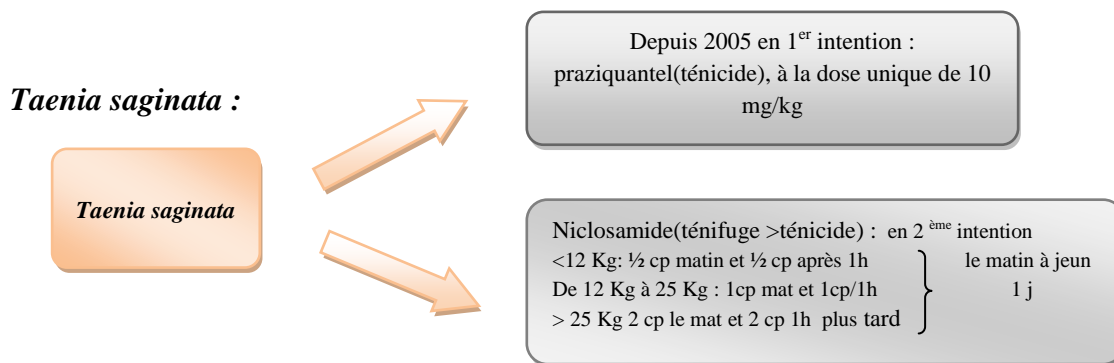 Taenia saginata :
Taenia saginata
Depuis 2005 en 1er intention :
praziquantel(ténicide), à la dose unique de 10
mg/kg
Niclosamide(ténifuge >ténicide) : en 2 ème intention
<12 Kg: ½ cp matin et ½ cp après 1h le matin à jeun
De 12 Kg à 25 Kg : 1cp mat et 1cp/1h 1 j
> 25 Kg 2 cp le mat et 2 cp 1h plus tard